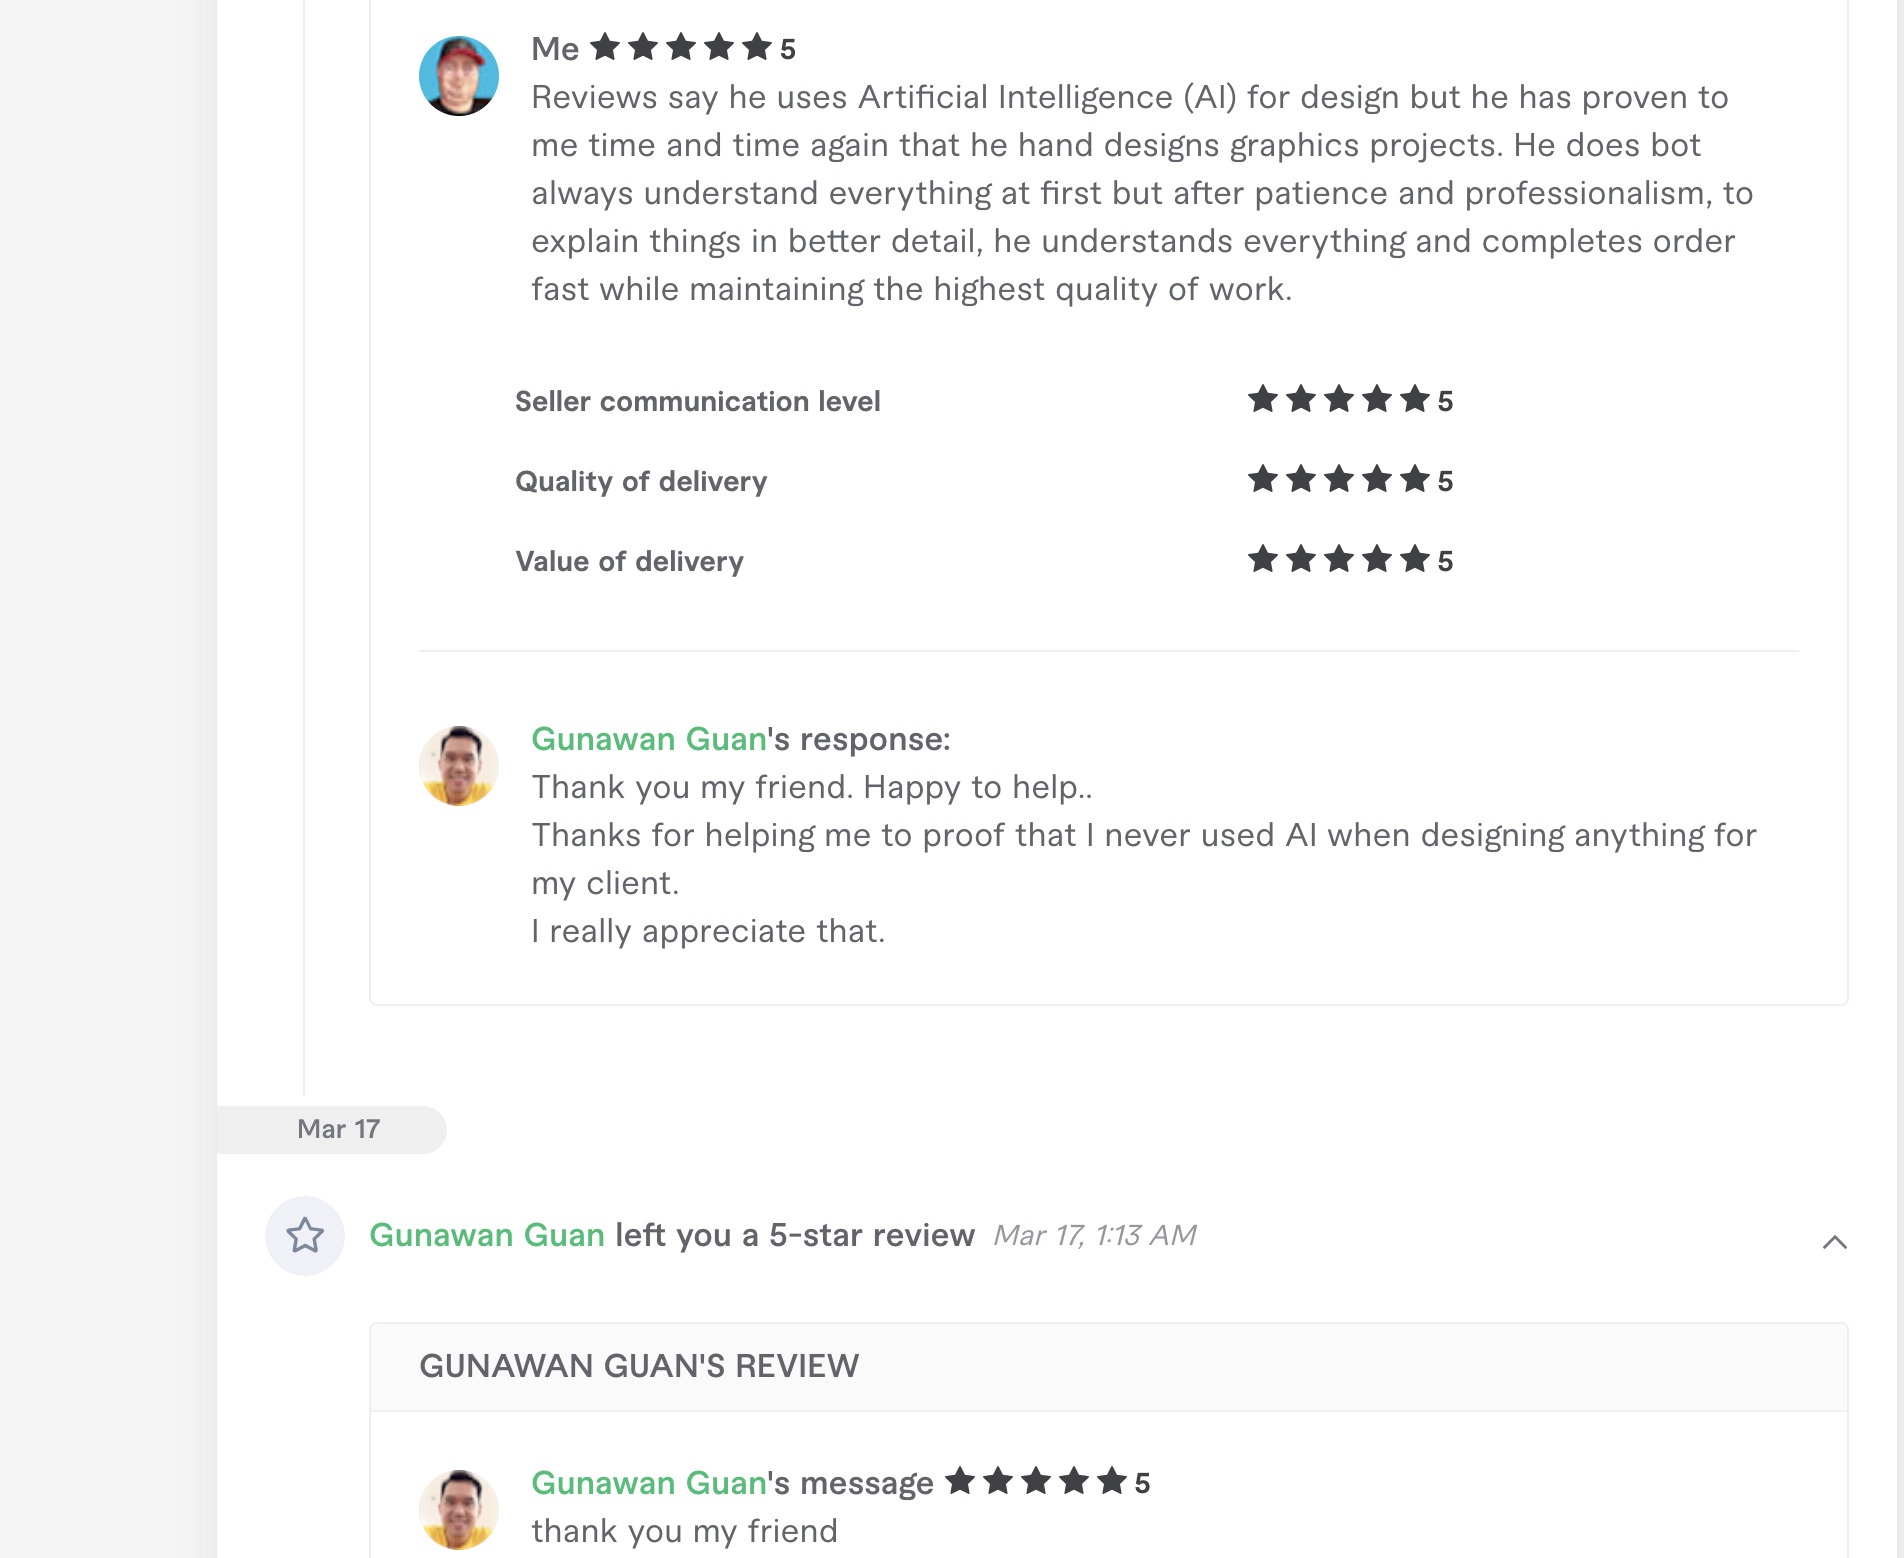 Me 5
Reviews say he uses Artificial Intelligence (AI) for design but he has proven to
me time and time again that he hand designs graphics projects. He does bot
always understand everything at first but after patience and professionalism, to
explain things in better detail, he understands everything and completes order
fast while maintaining the highest quality of work.
Seller communication level 5
Quality of delivery 5
Value of delivery 5
Gunawan Guan's response:
Thank you my friend. Happy to help..
Thanks for helping me to proof that I never used AI when designing anything for
my client.
I really appreciate that.
Mar 17
Gunawan Guan left you a 5-star review Mar 17, 1:13 AM
GUNAWAN GUAN'S REVIEW
Gunawan Guan's message 5
thank you my friend